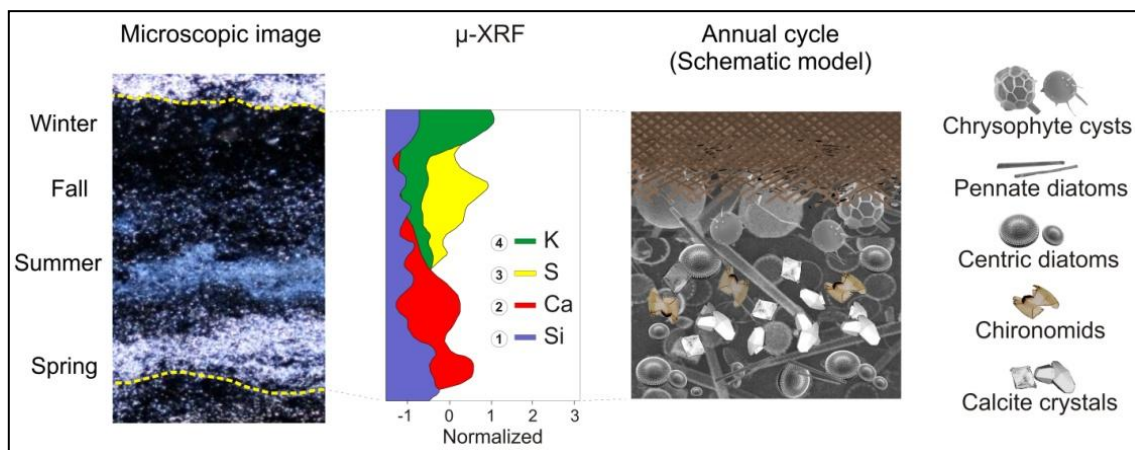 Microscopic image
Winter
Fall
Summer
Spring
μ-XRF
4 K
3 S
2 Ca
1 Si
-1 0 1 2 3
Normalized
Annual cycle
(Schematic model)
Chrysophyte cysts
Pennate diatoms
Centric diatoms
Chironomids
Calcite crystals